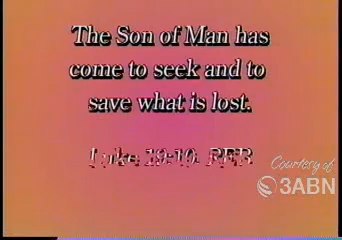 The Son of Man has
come to seek and to
save what is lost.
Luke 19:10.
Courtesy of
3ABN